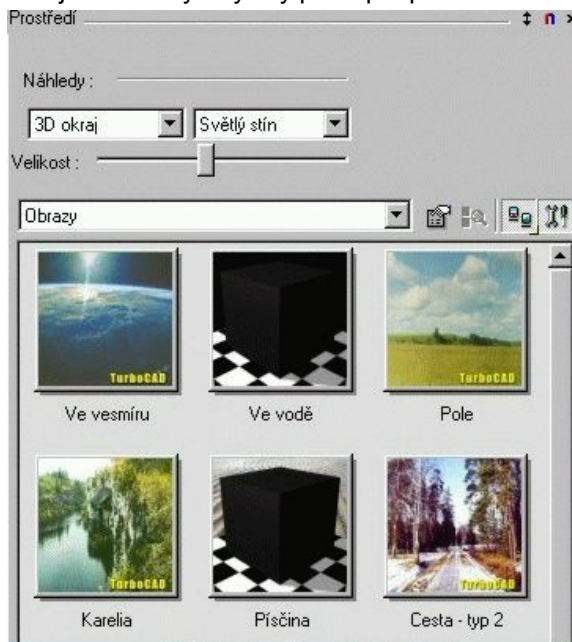 Prostředí
Náhledy :
3D okraj Světlý stín
Velikost :
Obrazy
TurboCAD TurboCAD
Ve vesmíru Ve vodě Pole
TurboCAD TurboCAD
Karelia Písčina Cesta - typ 2